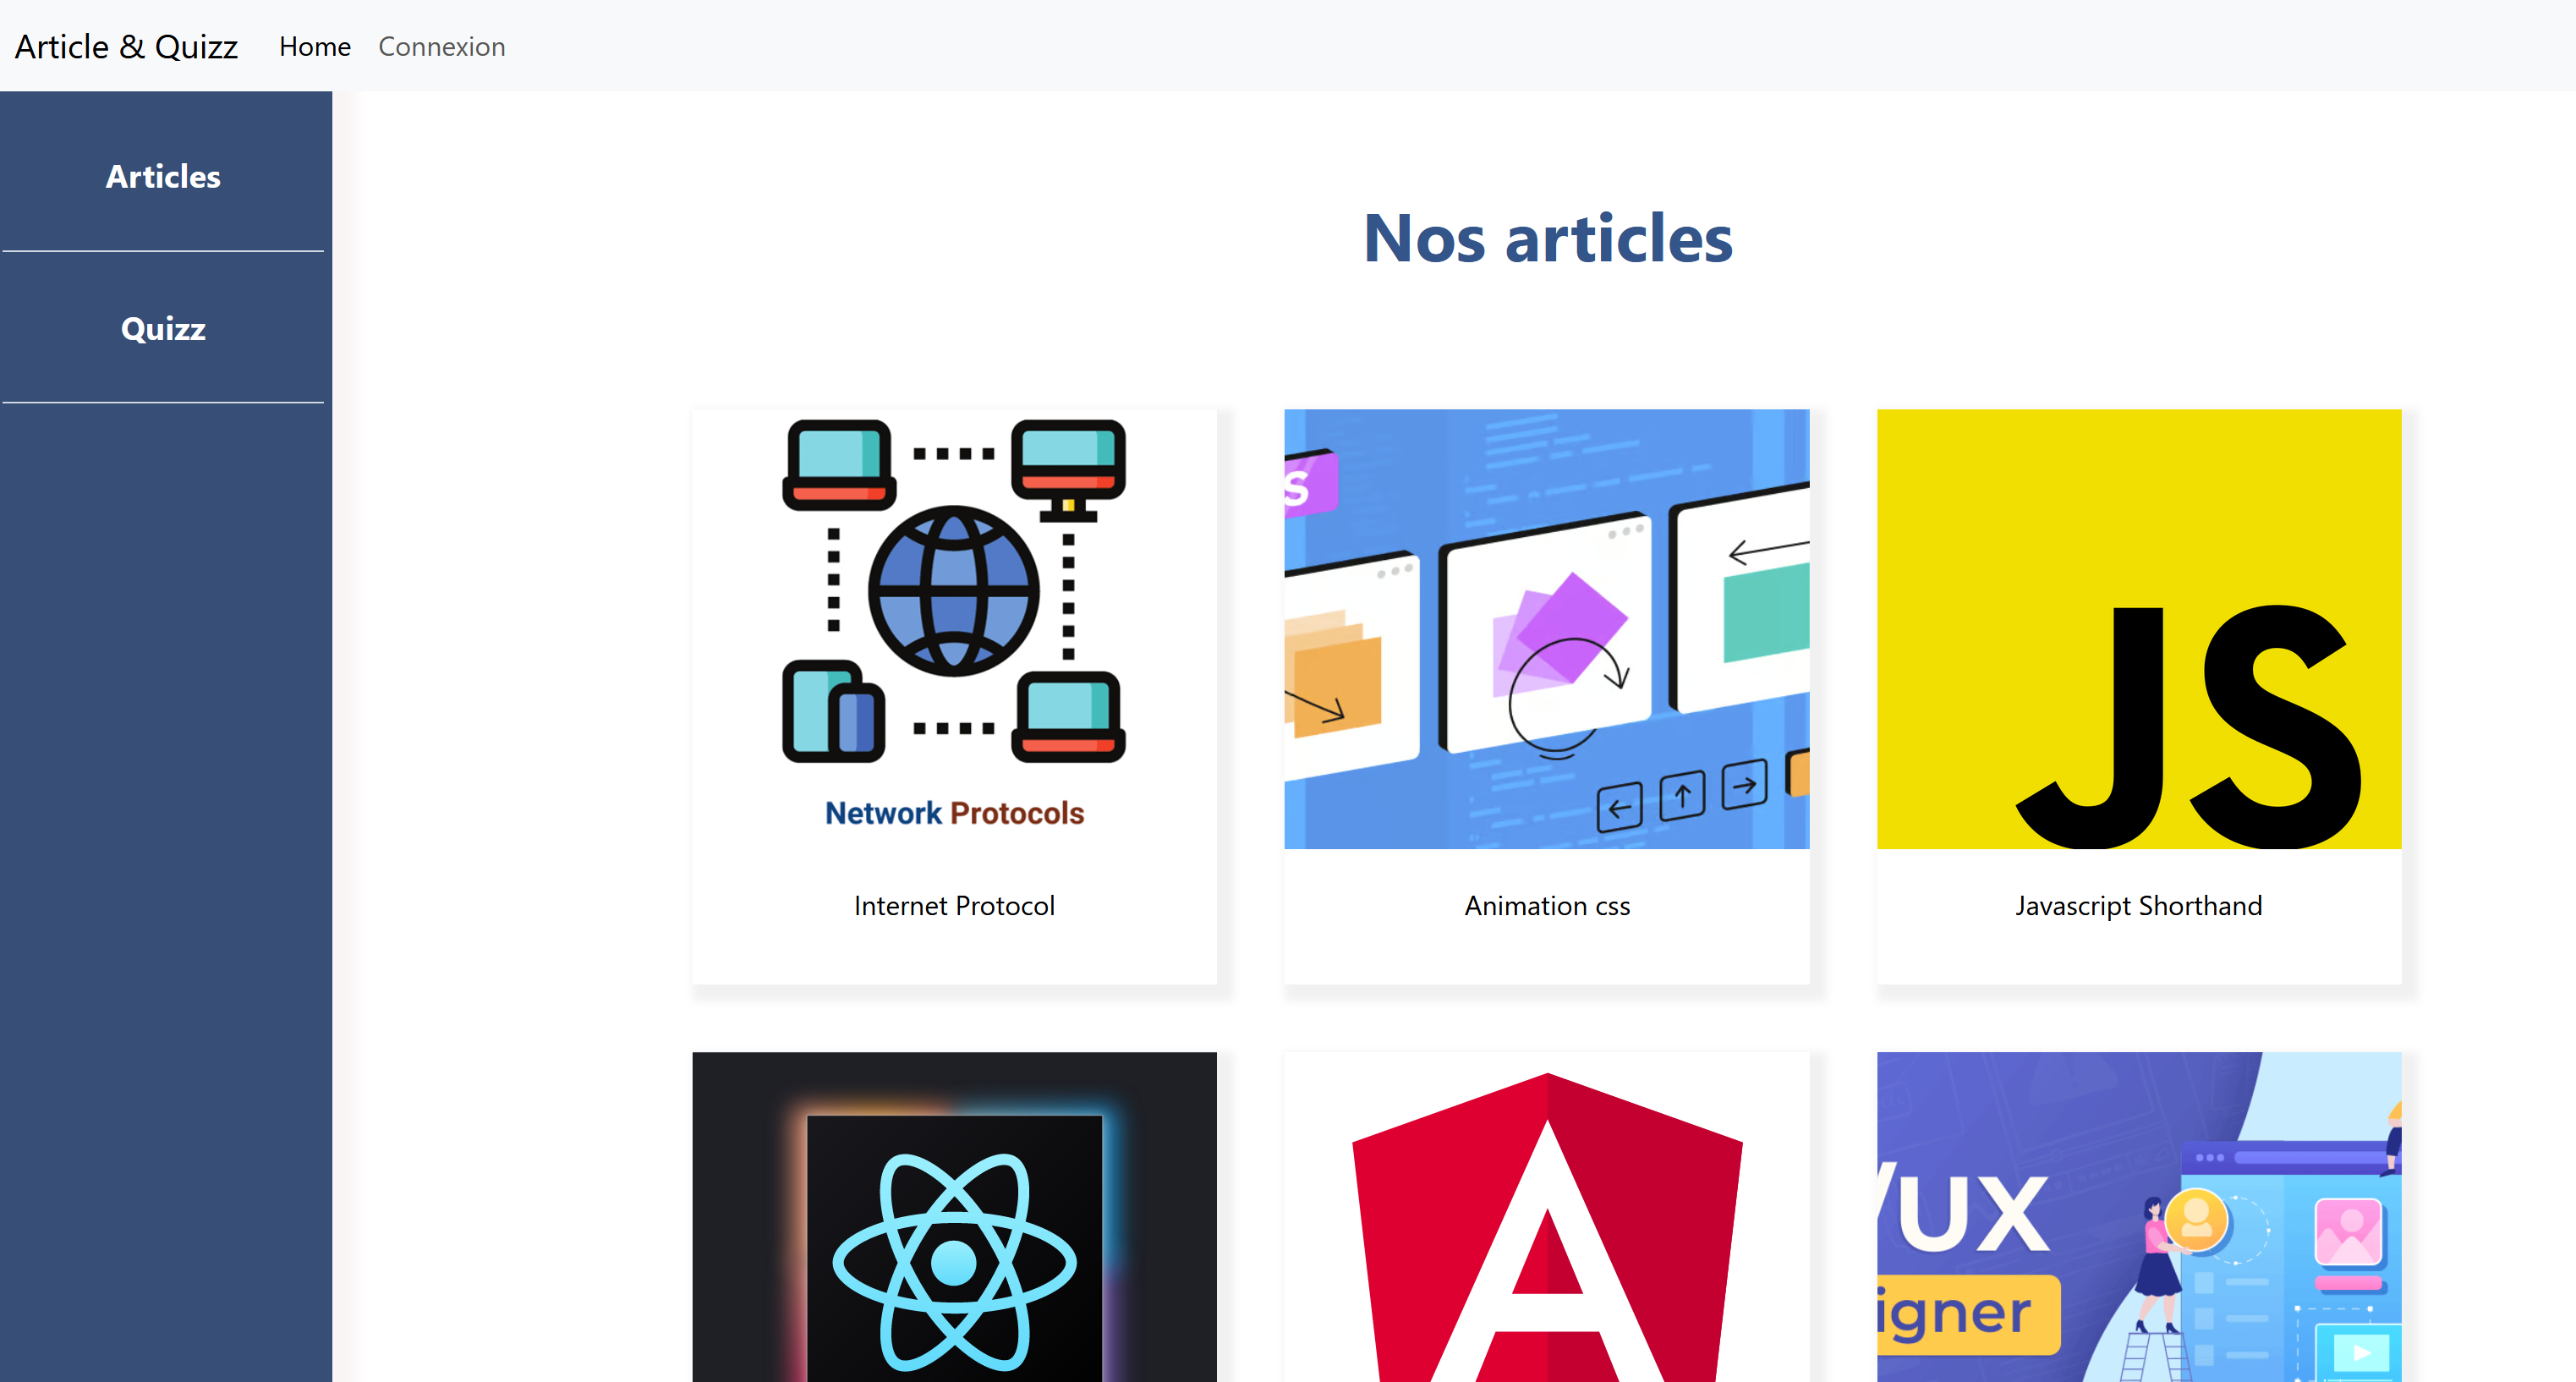 Article & Quizz Home Connexion
Articles
Quizz
Nos articles
S
Network Protocols
JS
Internet Protocol
Animation css
Javascript Shorthand
/UX
igner